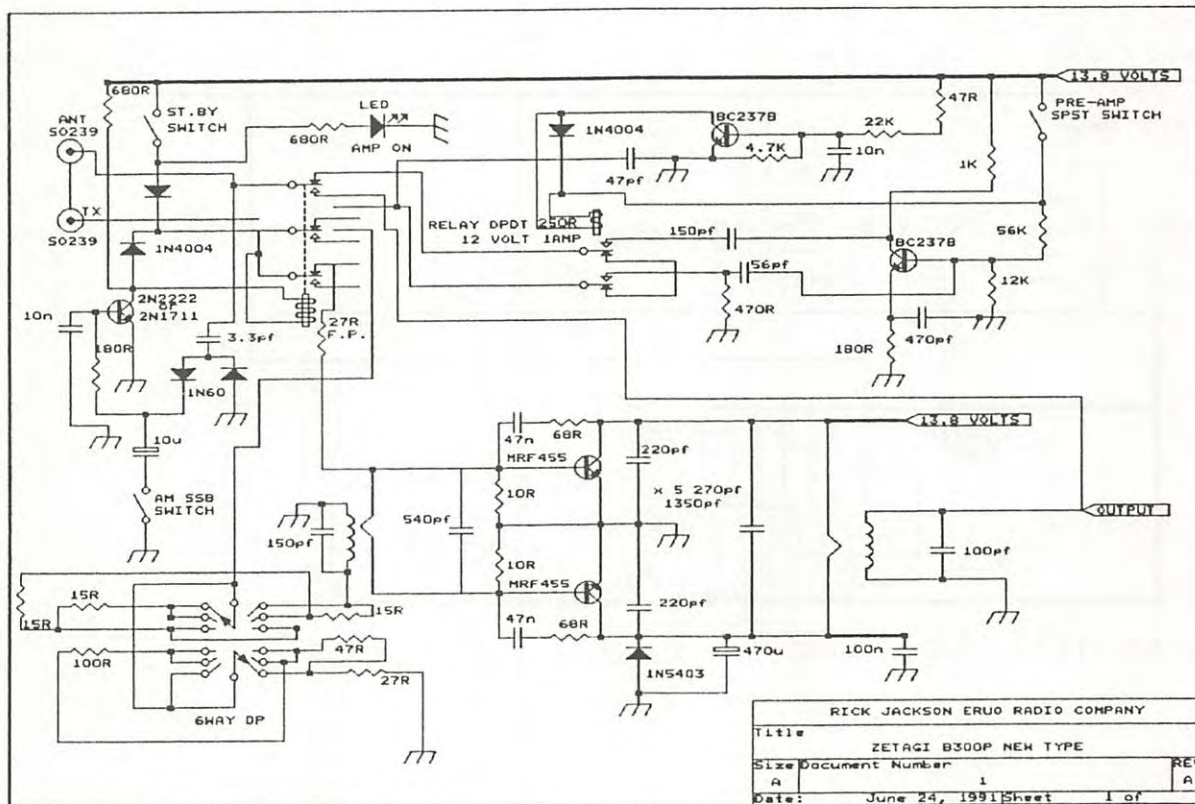 13.8 VOLTS
680R
ST.BY
SWITCH
LED
680R
AMP ON
ANT
SO239
TX
SO239
1N4004
1N4004
BC237B
47R
22K
4.7K
10n
47pf
1K
PRE-AMP
SPST SWITCH
RELAY DPDT 250R
12 VOLT 1AMP
150pf
BC237B
56K
56pf
470R
12K
180R
470pf
2N2222
OF
2N1711
10n
180R
3.3pf
27R
F.P.
1N60
10u
AM SSB
SWITCH
47n
68R
MRF455
220pf
13.8 VOLTS
10R
x 5 270pf
1350pf
150pf
540pf
10R
MRF455
220pf
47n
68R
1N5403
470u
100n
100pf
OUTPUT
15R
15R
15R
47R
100R
27R
6WAY DP
RICK JACKSON ERUO RADIO COMPANY
Title
ZETAGI B300P NEW TYPE
Size Document Number
REV
A
1
A
Date: June 24, 1991 Sheet 1 of